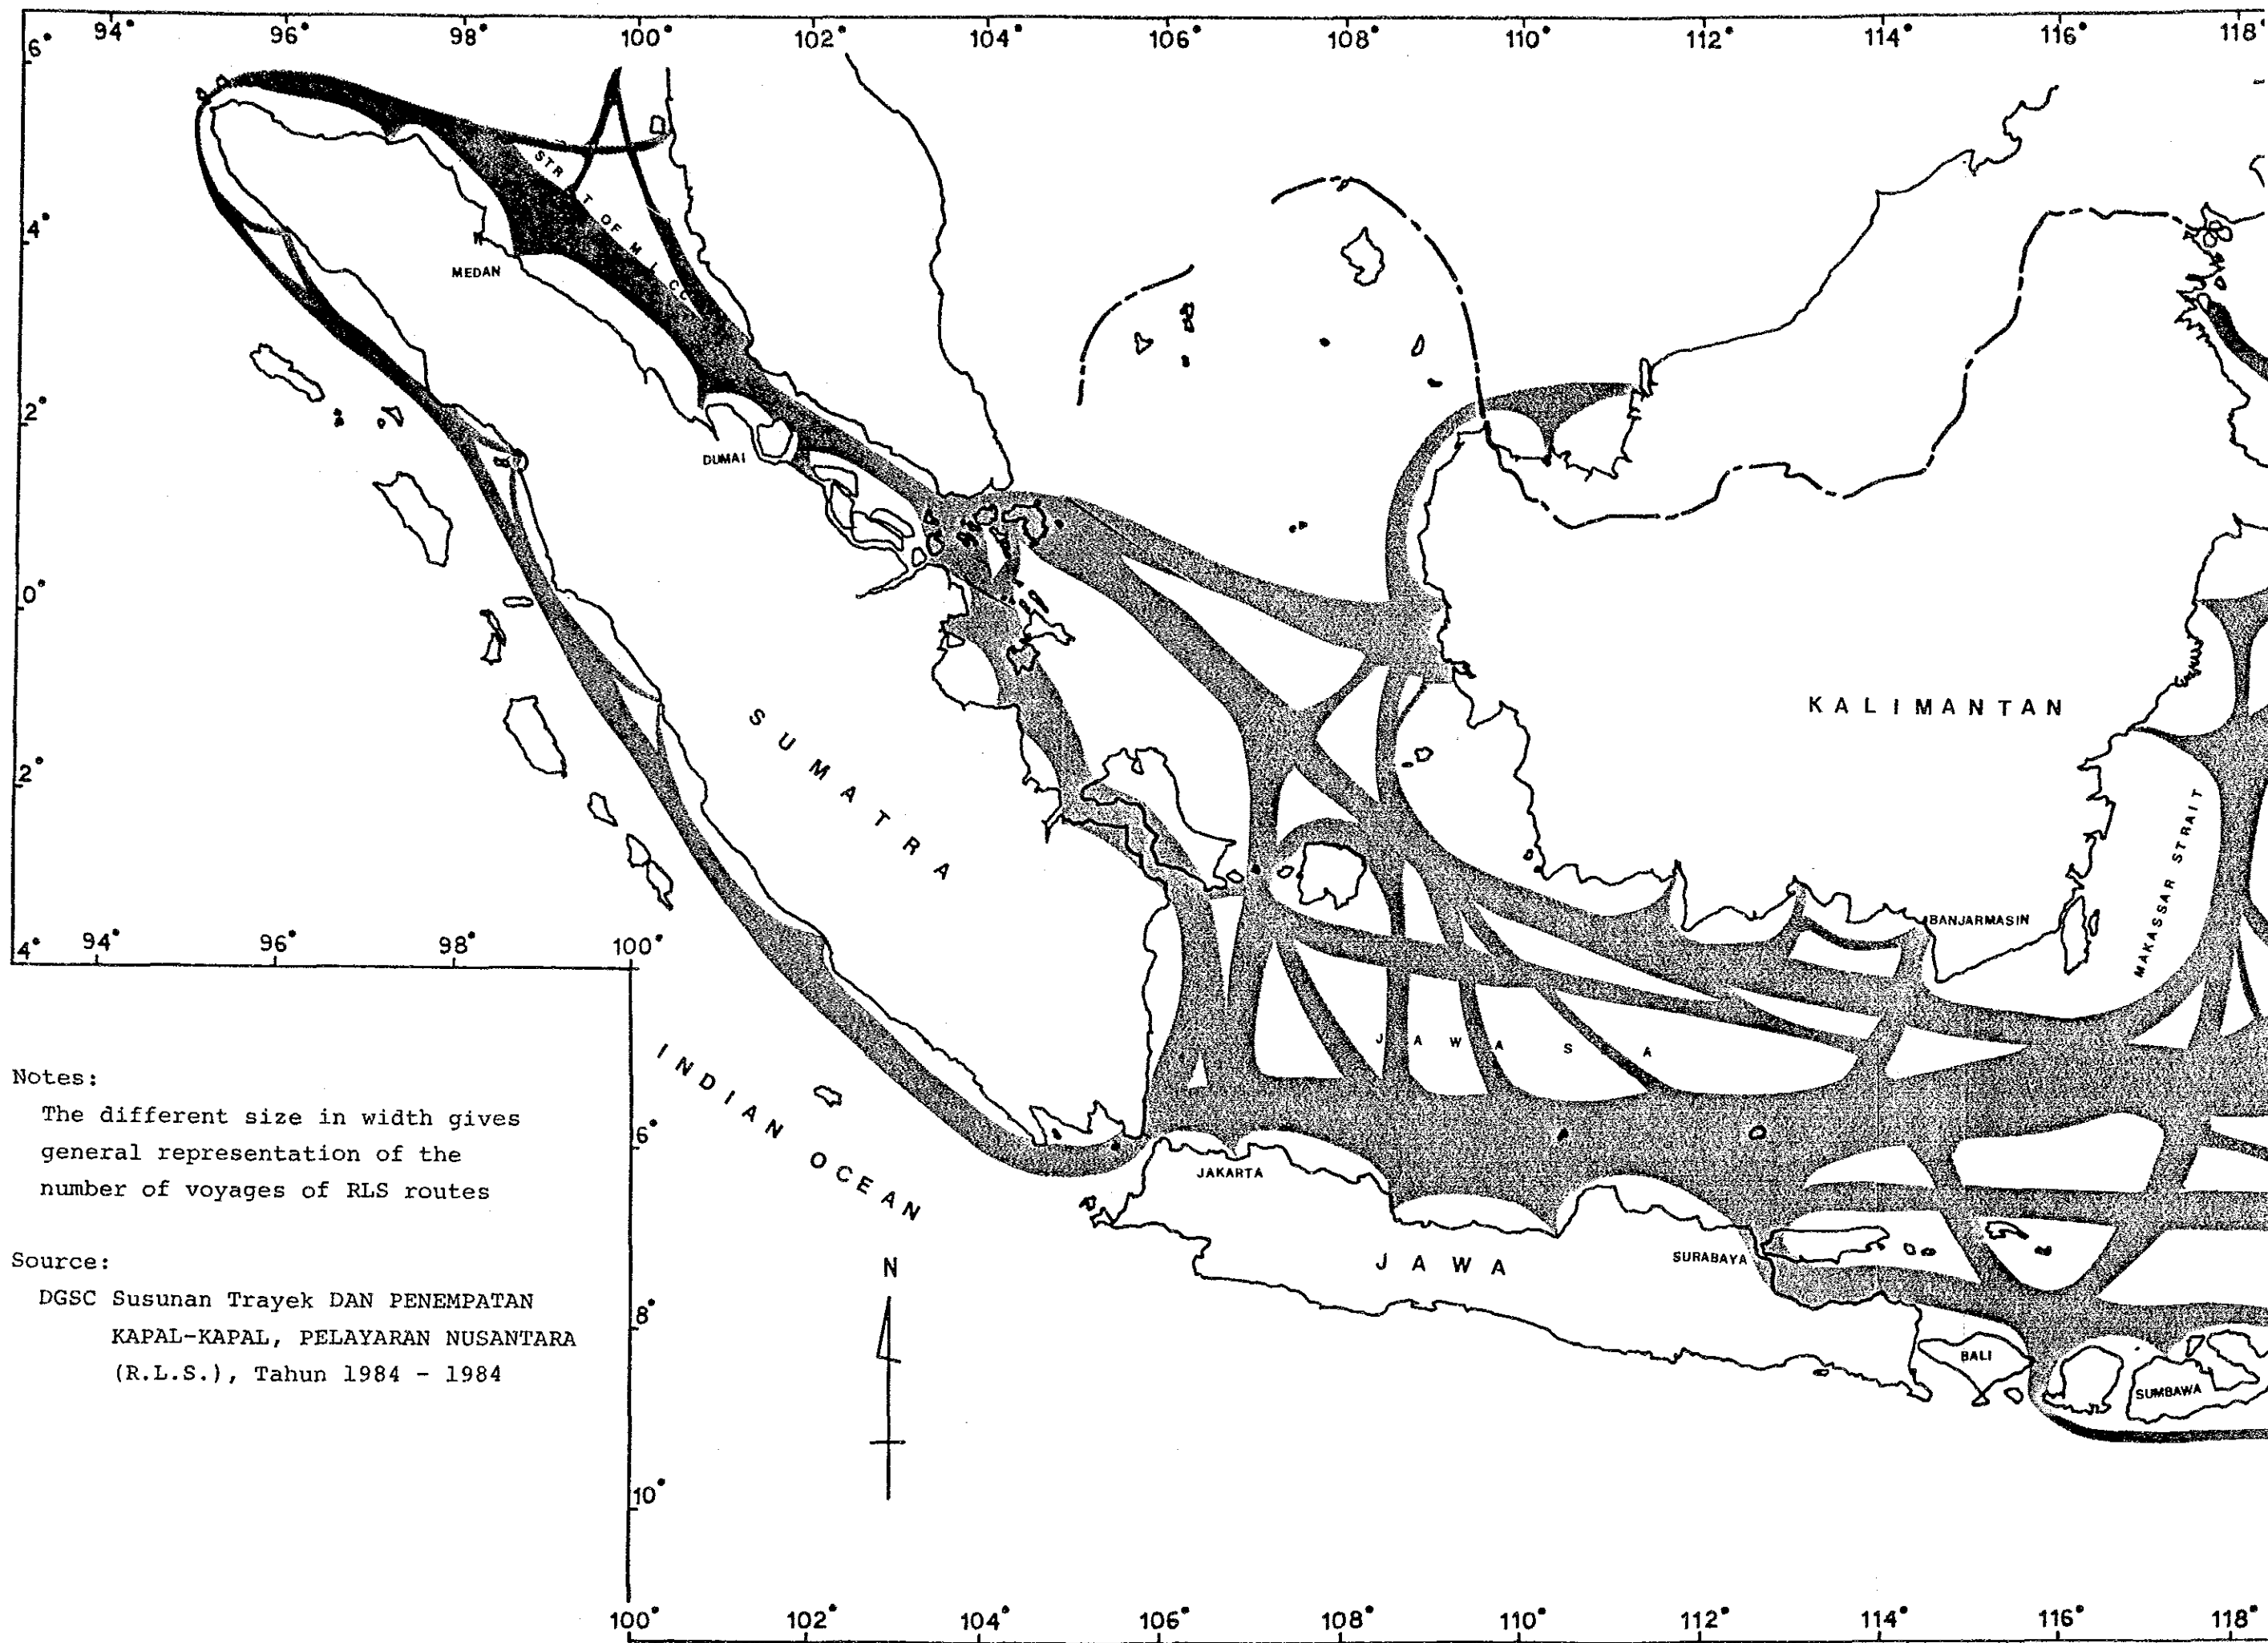 94° 96° 98° 100° 102° 104° 106° 108° 110° 112° 114° 116° 118°
6°
4°
2°
0°
2°
4°
94° 96° 98° 100°
STR T OF M L CC
MEDAN
DUMAI
SUMATRA
KALIMANTAN
MAKASSAR STRAIT
BANJARMASIN
JAWA S A
INDIAN OCEAN
6°
JAKARTA
JAWA
SURABAYA
BALI
SUMBAWA
N
8°
10°
100° 102° 104° 106° 108° 110° 112° 114° 116° 118°
Notes:
The different size in width gives
general representation of the
number of voyages of RLS routes
Source:
DGSC Susunan Trayek DAN PENEMPATAN
KAPAL-KAPAL, PELAYARAN NUSANTARA
(R.L.S.), Tahun 1984 - 1984